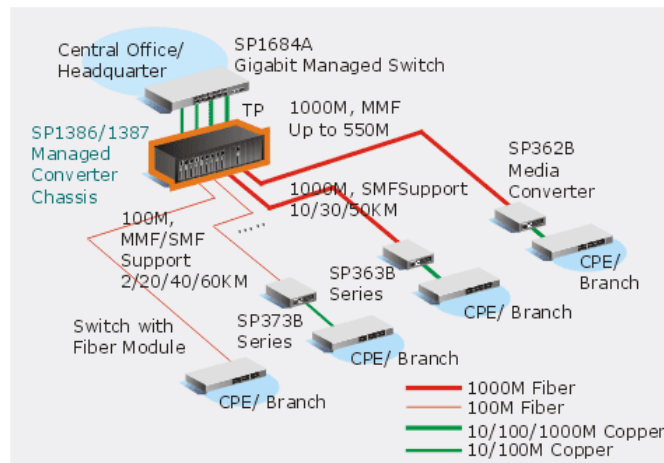 Central Office/
Headquarter
SP1684A
Gigabit Managed Switch
TP
1000M, MMF
Up to 550M
SP1386/1387
Managed
Converter
Chassis
SP362B
Media
Converter
1000M, SMFSupport
10/30/50KM
100M,
MMF/SMF
Support
2/20/40/60KM
.....
CPE/
Branch
SP363B
Series
CPE/ Branch
SP373B
Series
CPE/ Branch
Switch with
Fiber Module
CPE/ Branch
1000M Fiber
100M Fiber
10/100/1000M Copper
10/100M Copper